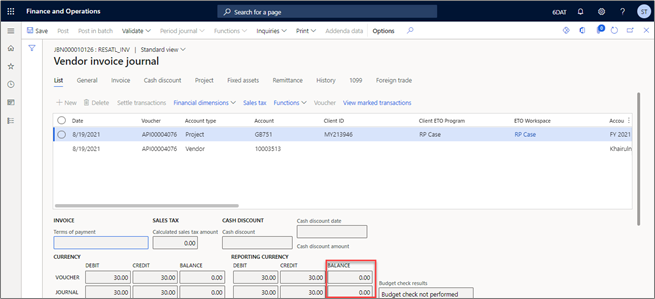 Finance and Operations
Search for a page
6OAT
ST
Save Post Post in batch Validate Period journal Functions Inquiries Print Addenda data Options
JBN000010126 : RESATL_INV | Standard view
Vendor invoice journal
List General Invoice Cash discount Project Fixed assets Remittance History 1099 Foreign trade
New Delete Settle transactions Financial dimensions Sales tax Functions Voucher View marked transactions
Date Voucher Account type Account Client ID Client ETO Program ETO Workspace Accou
8/19/2021 API00004076 Project GB751 MY213946 RP Case RP Case FY 2021
8/19/2021 API00004076 Vendor 10003513 Khairuln
INVOICE SALES TAX CASH DISCOUNT Cash discount date
Terms of payment Calculated sales tax amount Cash discount
0.00 Cash discount amount
CURRENCY REPORTING CURRENCY
DEBIT CREDIT BALANCE DEBIT CREDIT BALANCE
VOUCHER 30.00 30.00 0.00 30.00 30.00 0.00 Budget check results
JOURNAL 30.00 30.00 0.00 30.00 30.00 0.00 Budget check not performed